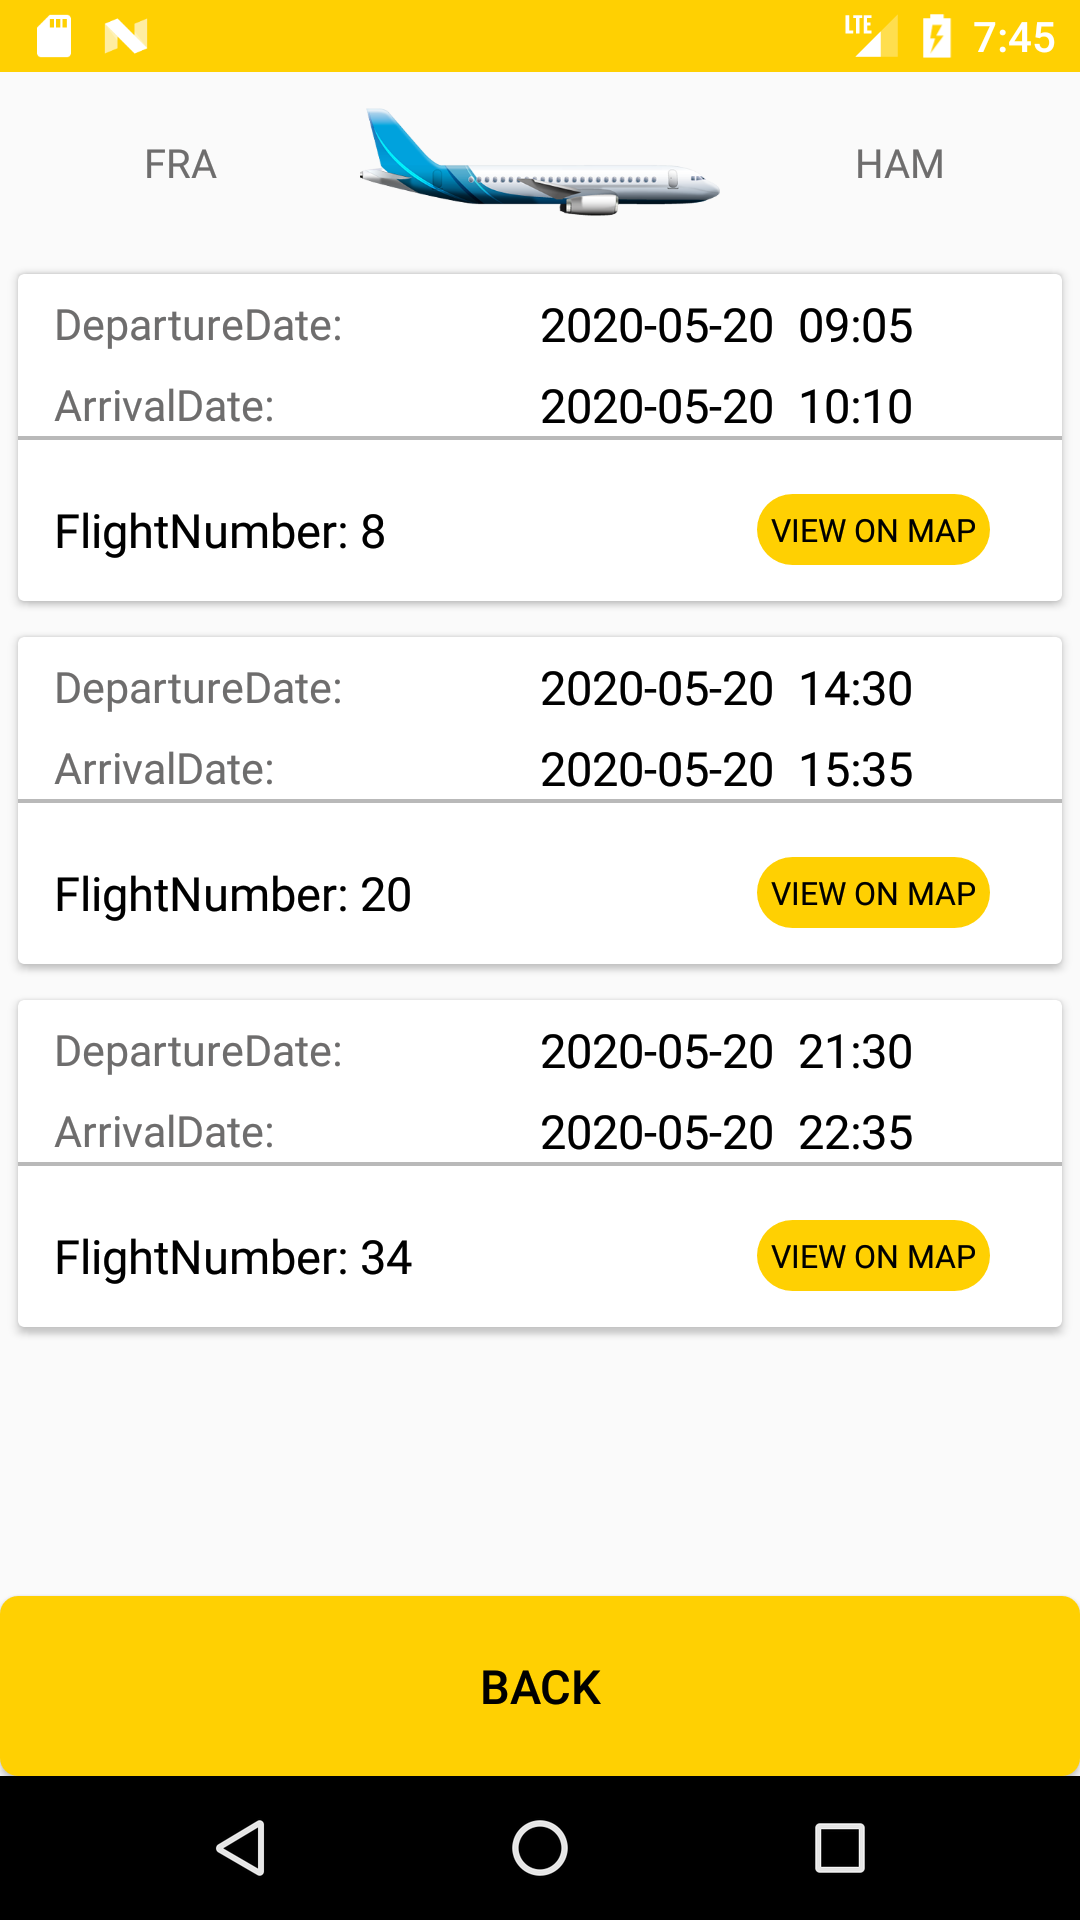 LTE 7:45
FRA HAM
DepartureDate: 2020-05-20 09:05
ArrivalDate: 2020-05-20 10:10
FlightNumber: 8 VIEW ON MAP
DepartureDate: 2020-05-20 14:30
ArrivalDate: 2020-05-20 15:35
FlightNumber: 20 VIEW ON MAP
DepartureDate: 2020-05-20 21:30
ArrivalDate: 2020-05-20 22:35
FlightNumber: 34 VIEW ON MAP
BACK